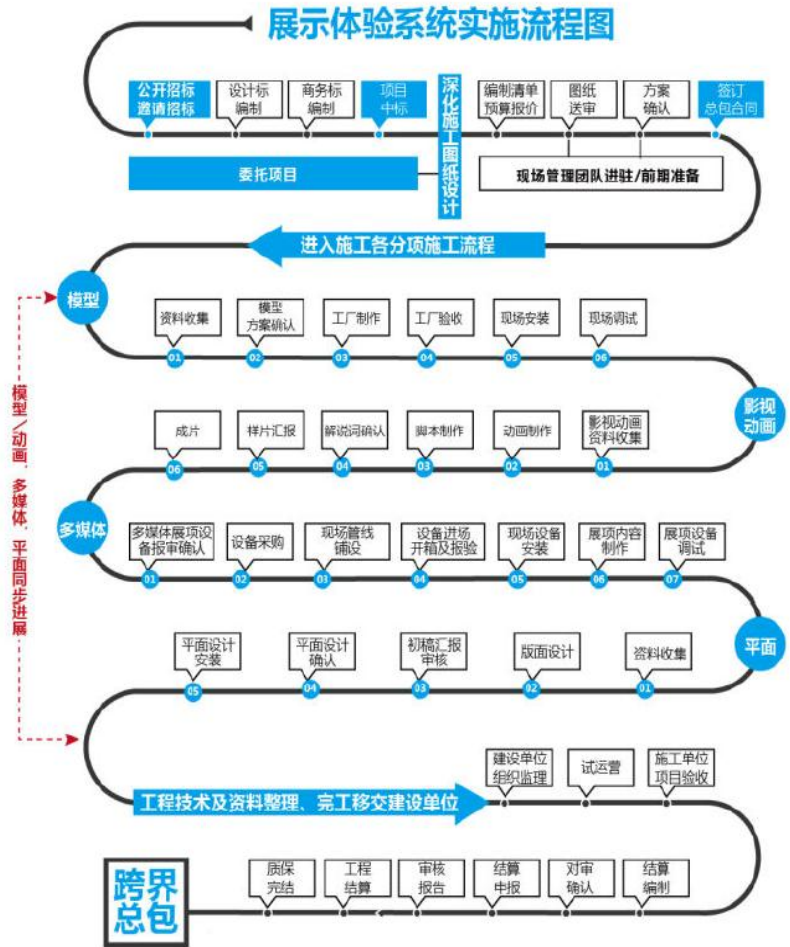 展示体验系统实施流程图
公开招标
邀请招标
设计标
编制
商务标
编制
项目
中标
深化施工图纸设计
编制清单
预算报价
图纸
送审
方案
确认
签订
总包合同
委托项目
现场管理团队进驻/前期准备
进入施工各分项施工流程
模型
资料收集
模型
方案确认
工厂制作
工厂验收
现场安装
现场调试
01
02
03
04
05
06
模型/动画、多媒体、平面同步进展
影视
动画
成片
样片汇报
解说词确认
脚本制作
动画制作
影视动画
资料收集
06
05
04
03
02
01
多媒体
多媒体展项设
备报审确认
设备采购
现场管线
铺设
设备进场
开箱及报验
现场设备
安装
展项内容
制作
展项设备
调试
01
02
03
04
05
06
07
平面
平面设计
安装
平面设计
确认
初稿汇报
审核
版面设计
资料收集
05
04
03
02
01
工程技术及资料整理、完工移交建设单位
建设单位
组织监理
试运营
施工单位
项目验收
跨界
总包
质保
完结
工程
结算
审核
报告
结算
申报
对审
确认
结算
编制